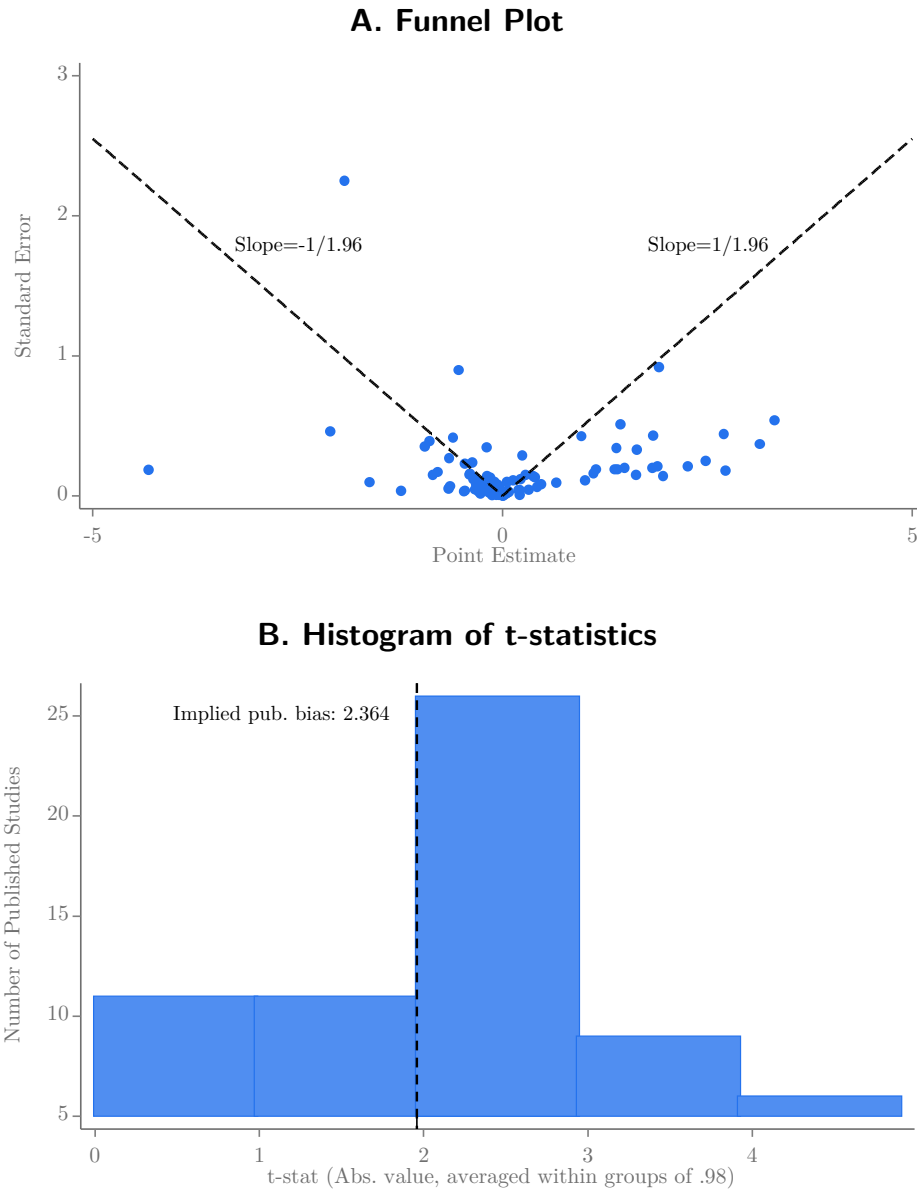 A. Funnel Plot
3
2
1
0
Standard Error
Slope=-1/1.96
Slope=1/1.96
-5
0
5
Point Estimate
B. Histogram of t-statistics
Implied pub. bias: 2.364
25
20
15
10
5
Number of Published Studies
0
1
2
3
4
t-stat (Abs. value, averaged within groups of .98)